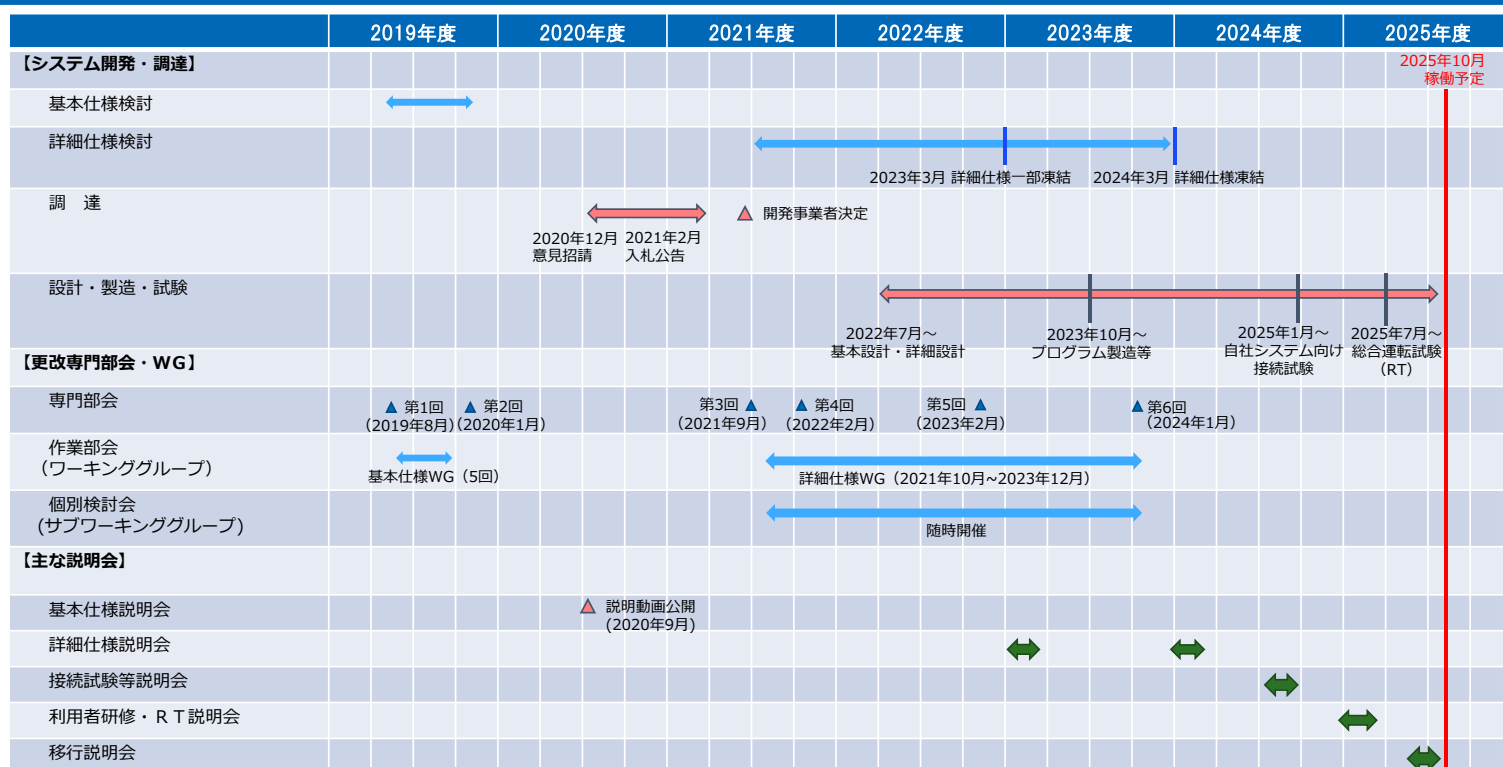 2019年度 2020年度 2021年度 2022年度 2023年度 2024年度 2025年度
【システム開発・調達】
2025年10月
稼働予定
基本仕様検討
詳細仕様検討
2023年3月 詳細仕様一部凍結 2024年3月 詳細仕様凍結
調　達
開発事業者決定
2020年12月
意見招請
2021年2月
入札公告
設計・製造・試験
2022年7月～
基本設計・詳細設計
2023年10月～
プログラム製造等
2025年1月～
自社システム向け
接続試験
2025年7月～
総合運転試験
（RT）
【更改専門部会・WG】
専門部会
第1回
（2019年8月）
第2回
（2020年1月）
第3回
（2021年9月）
第4回
（2022年2月）
第5回
（2023年2月）
第6回
（2024年1月）
作業部会
（ワーキンググループ）
基本仕様WG（5回）
詳細仕様WG（2021年10月~2023年12月）
個別検討会
(サブワーキンググループ)
随時開催
【主な説明会】
基本仕様説明会
説明動画公開
(2020年9月)
詳細仕様説明会
接続試験等説明会
利用者研修・ＲＴ説明会
移行説明会